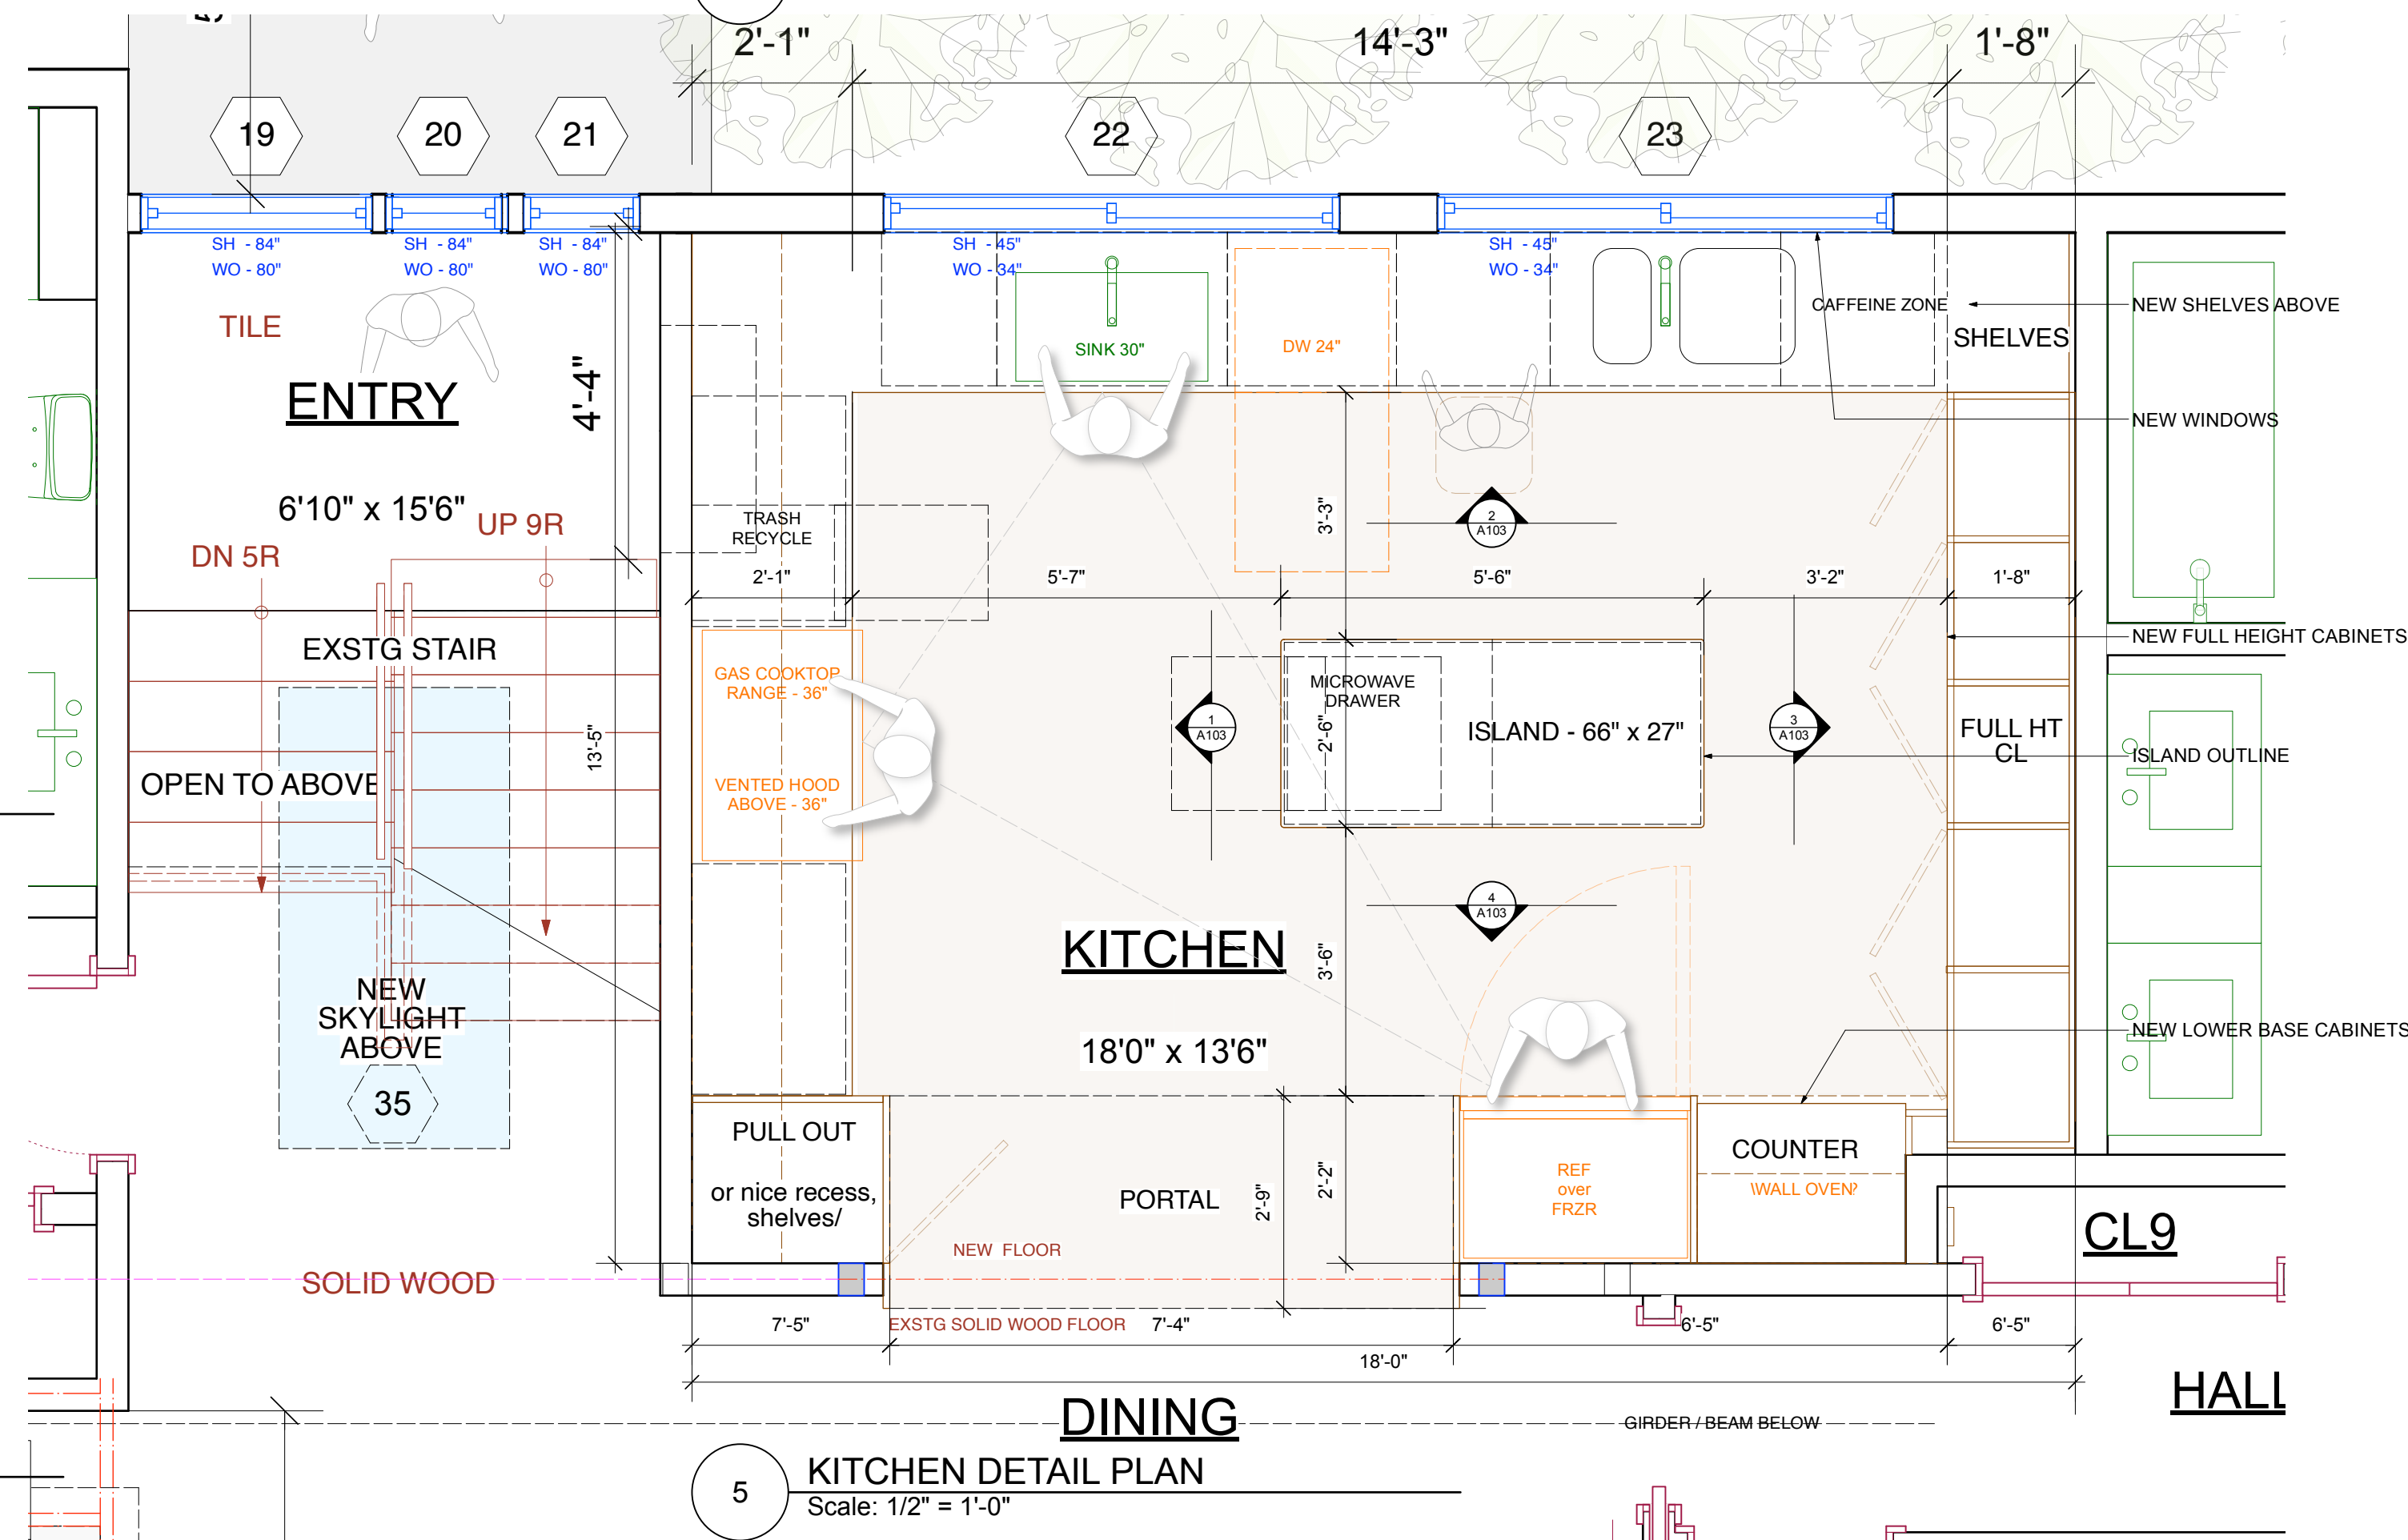 2'-1"
14'-3"
1'-8"
19
20
21
22
23
SH - 84"
WO - 80"
SH - 84"
WO - 80"
SH - 84"
WO - 80"
SH - 45"
WO - 34"
SH - 45"
WO - 34"
TILE
ENTRY
6'10" x 15'6"
4'-4"
UP 9R
DN 5R
EXSTG STAIR
OPEN TO ABOVE
13'-5"
NEW
SKYLIGHT
ABOVE
35
SOLID WOOD
SINK 30"
DW 24"
CAFFEINE ZONE
SHELVES
NEW SHELVES ABOVE
NEW WINDOWS
TRASH
RECYCLE
3'-3"
2
A103
2'-1"
5'-7"
5'-6"
3'-2"
1'-8"
NEW FULL HEIGHT CABINETS
GAS COOKTOP
RANGE - 36"
VENTED HOOD
ABOVE - 36"
1
A103
MICROWAVE
DRAWER
2'-6"
ISLAND - 66" x 27"
3
A103
FULL HT
CL
ISLAND OUTLINE
4
A103
KITCHEN
3'-6"
18'0" x 13'6"
NEW LOWER BASE CABINETS
PULL OUT
or nice recess,
shelves/
PORTAL
2'-9"
2'-2"
REF
over
FRZR
COUNTER
WALL OVEN?
NEW FLOOR
CL9
EXSTG SOLID WOOD FLOOR
7'-5"
7'-4"
6'-5"
6'-5"
18'-0"
HALL
DINING
GIRDER / BEAM BELOW
5
KITCHEN DETAIL PLAN
Scale: 1/2" = 1'-0"